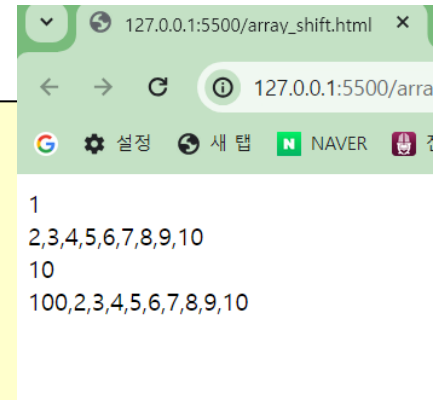 127.0.0.1:5500/array_shift.html
127.0.0.1:5500/arra
설정 새 탭 NAVER
1
2,3,4,5,6,7,8,9,10
10
100,2,3,4,5,6,7,8,9,10